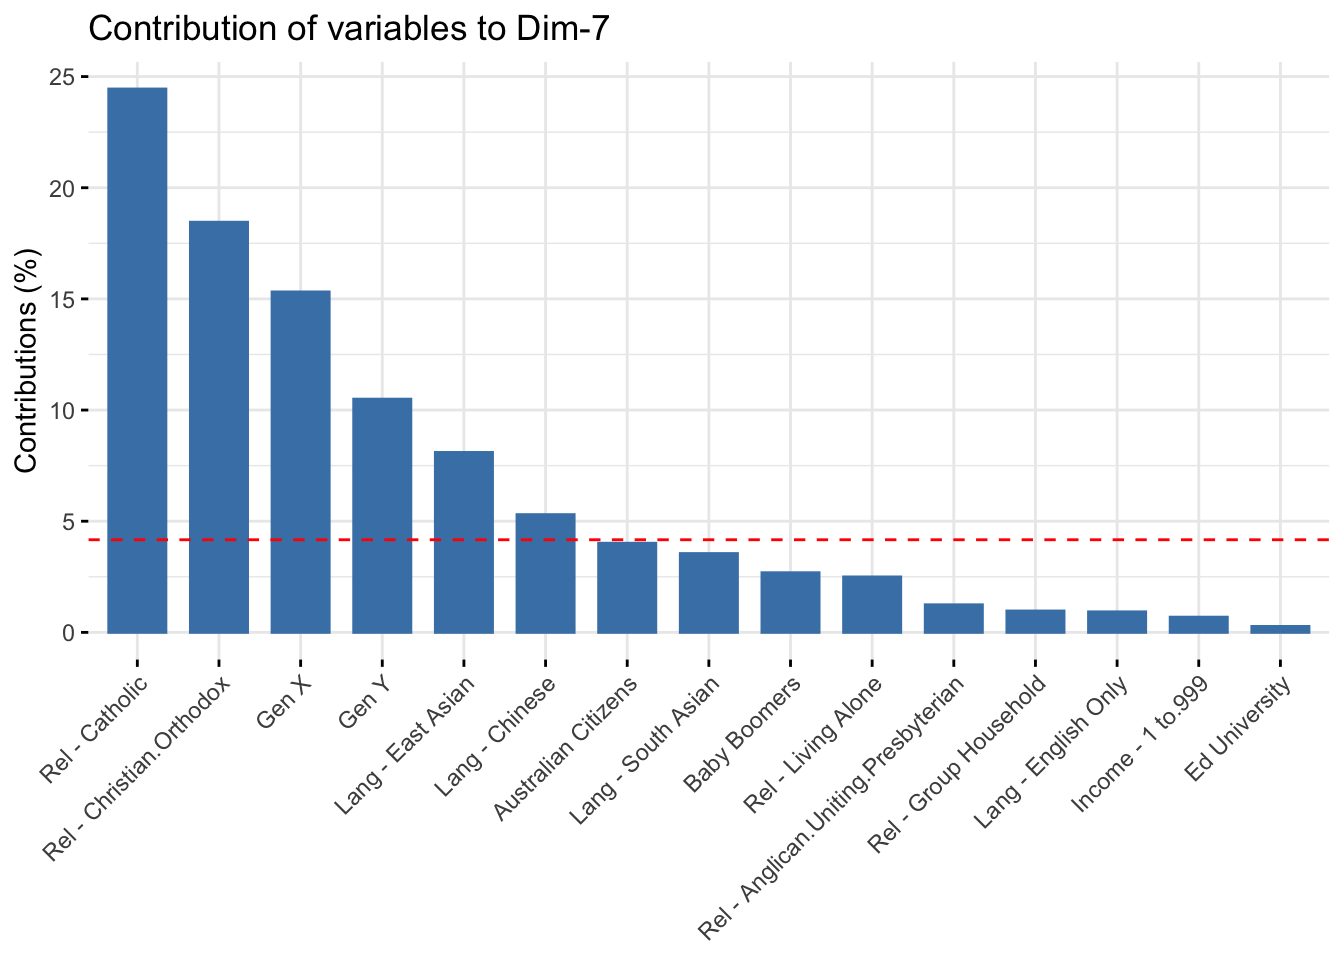 Contribution of variables to Dim-7
Contributions (%)
25
20
15
10
5
0
Rel - Catholic
Rel - Christian.Orthodox
Gen X
Gen Y
Lang - East Asian
Lang - Chinese
Australian Citizens
Lang - South Asian
Baby Boomers
Rel - Living Alone
Rel - Anglican.Uniting.Presbyterian
Rel - Group Household
Lang - English Only
Income - 1 to.999
Ed University